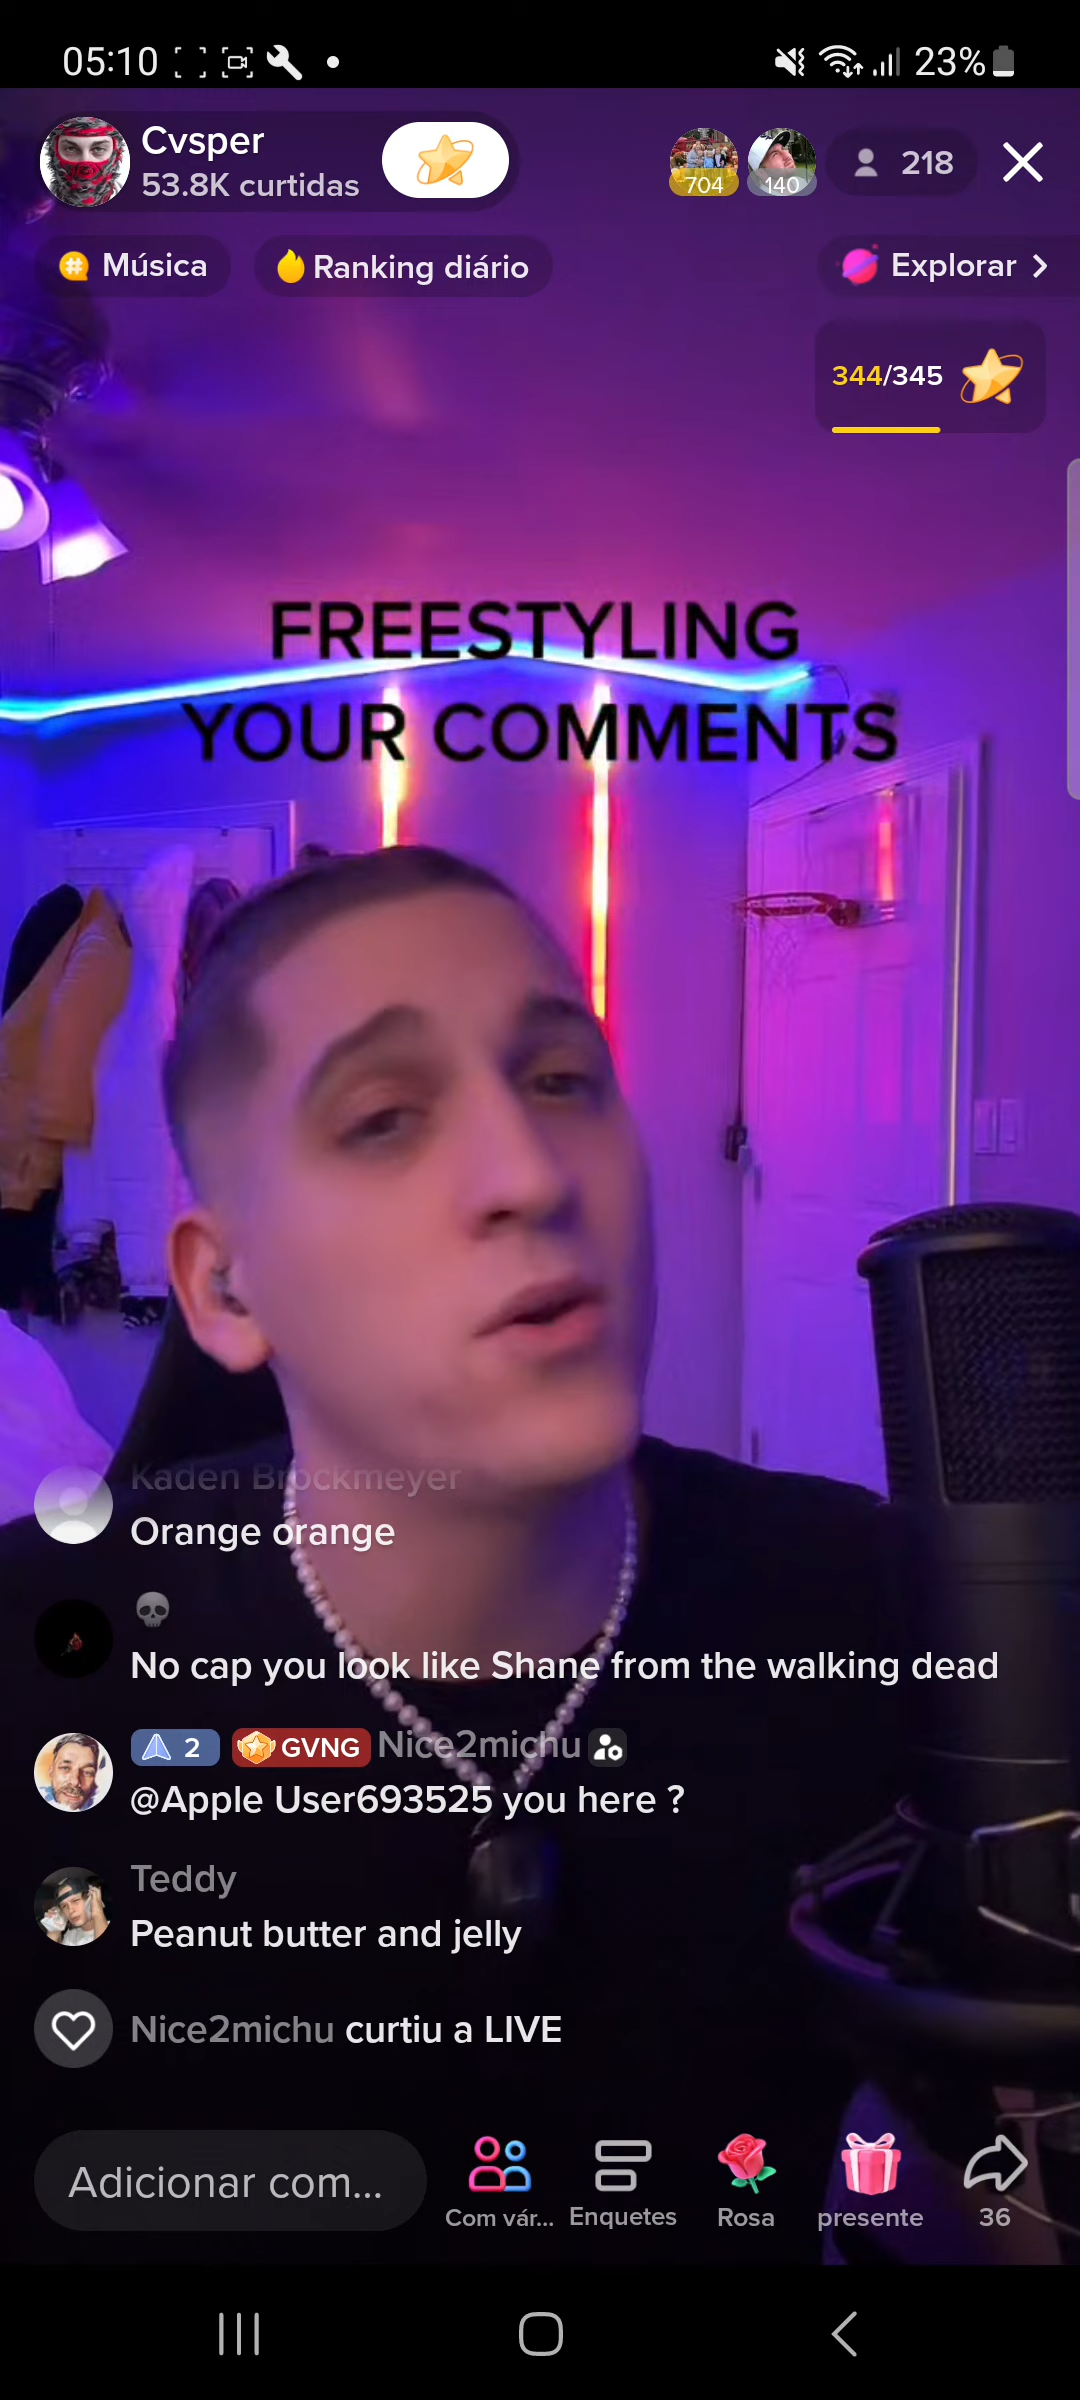 05:10
23%
Cvsper
53.8K curtidas
704
140
218
Música
Ranking diário
Explorar
344/345
FREESTYLING
YOUR COMMENTS
Kaden Brockmeyer
Orange orange
No cap you look like Shane from the walking dead
2 GVNG Nice2michu
@Apple User693525 you here ?
Teddy
Peanut butter and jelly
Nice2michu curtiu a LIVE
Adicionar com...
Com vár...
Enquetes
Rosa
presente
36